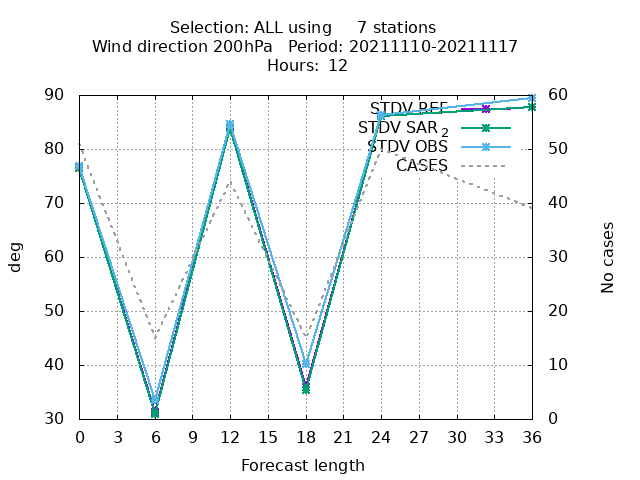 Selection: ALL using 7 stations
Wind direction 200hPa Period: 20211110-20211117
Hours: 12
90
80
70
60
50
40
30
deg
60
50
40
30
20
10
0
No cases
STDV REF
STDV SAR 2
STDV OBS
CASES
0 3 6 9 12 15 18 21 24 27 30 33 36
Forecast length